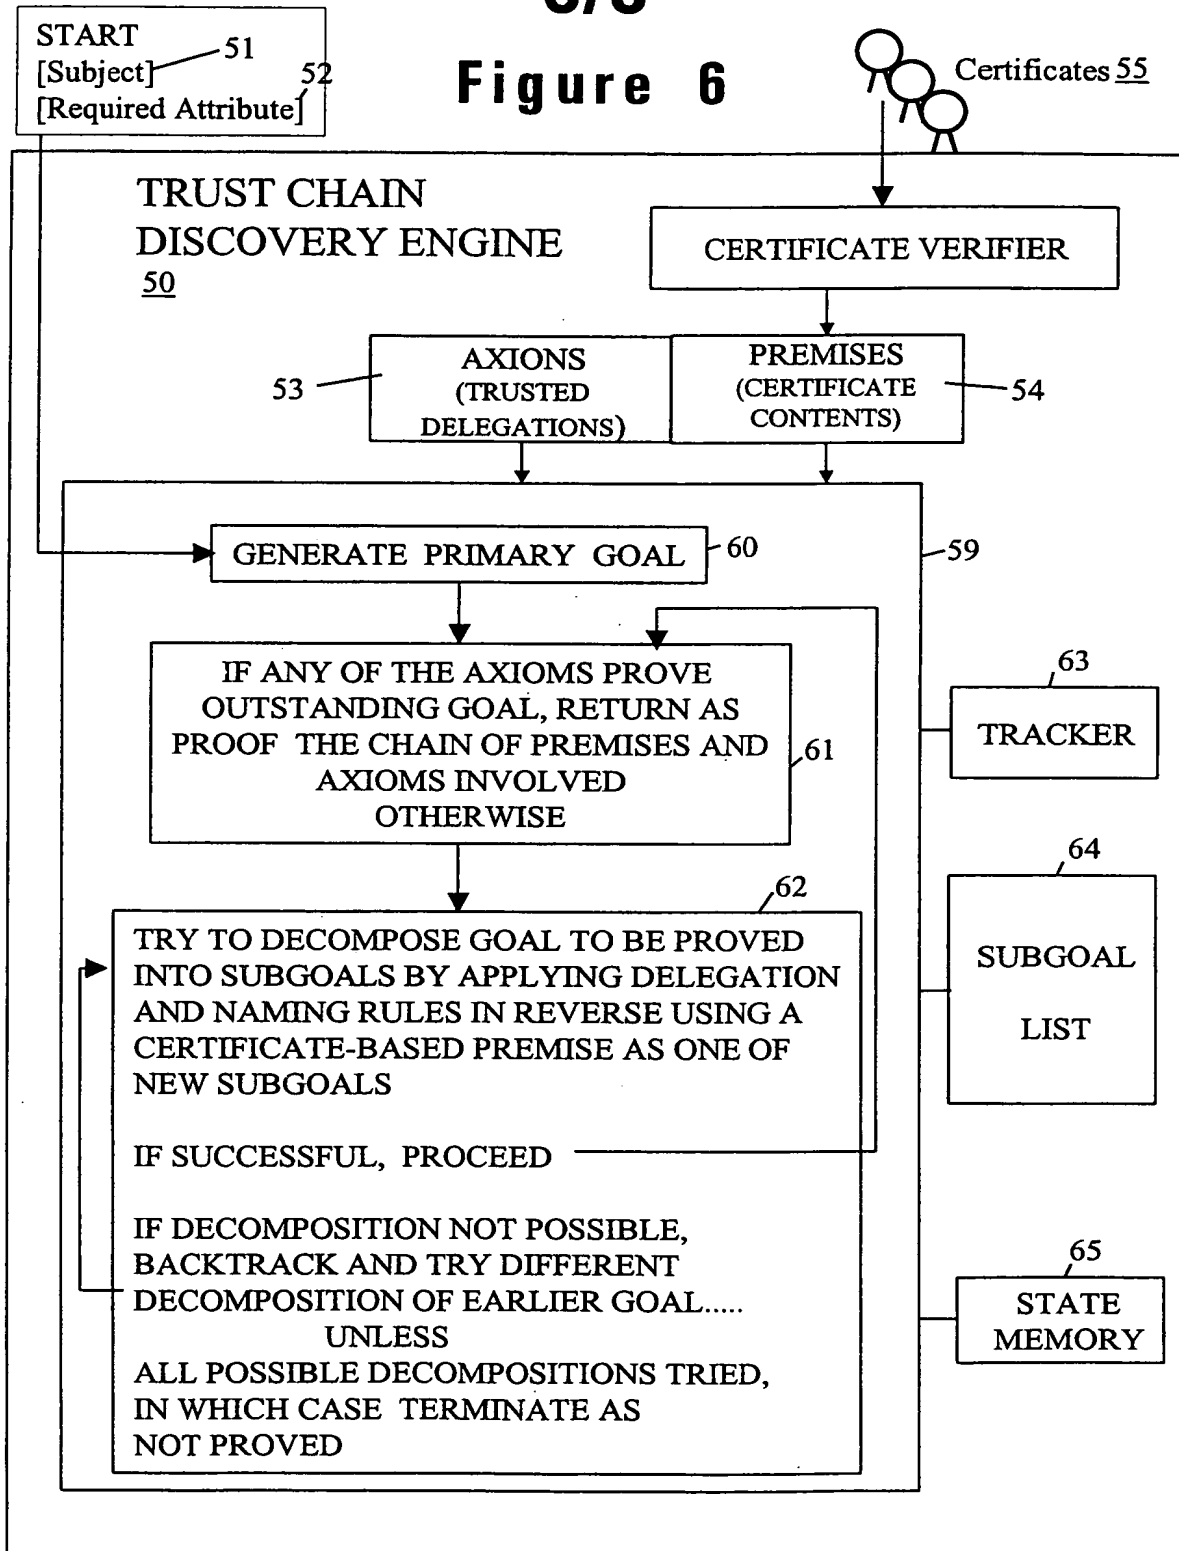 START
[Subject]
51
[Required Attribute]
52
Figure 6
Certificates 55
TRUST CHAIN
DISCOVERY ENGINE
50
CERTIFICATE VERIFIER
53
AXIONS
(TRUSTED
DELEGATIONS)
PREMISES
(CERTIFICATE
CONTENTS)
54
GENERATE PRIMARY GOAL
60
59
IF ANY OF THE AXIOMS PROVE
OUTSTANDING GOAL, RETURN AS
PROOF THE CHAIN OF PREMISES AND
AXIOMS INVOLVED
OTHERWISE
61
63
TRACKER
64
SUBGOAL
LIST
62
TRY TO DECOMPOSE GOAL TO BE PROVED
INTO SUBGOALS BY APPLYING DELEGATION
AND NAMING RULES IN REVERSE USING A
CERTIFICATE-BASED PREMISE AS ONE OF
NEW SUBGOALS
IF SUCCESSFUL, PROCEED
IF DECOMPOSITION NOT POSSIBLE,
BACKTRACK AND TRY DIFFERENT
DECOMPOSITION OF EARLIER GOAL.....
UNLESS
ALL POSSIBLE DECOMPOSITIONS TRIED,
IN WHICH CASE TERMINATE AS
NOT PROVED
65
STATE
MEMORY